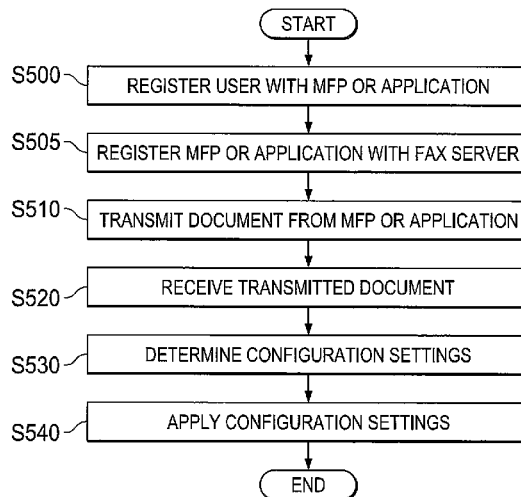 START
S500
REGISTER USER WITH MFP OR APPLICATION
S505
REGISTER MFP OR APPLICATION WITH FAX SERVER
S510
TRANSMIT DOCUMENT FROM MFP OR APPLICATION
S520
RECEIVE TRANSMITTED DOCUMENT
S530
DETERMINE CONFIGURATION SETTINGS
S540
APPLY CONFIGURATION SETTINGS
END